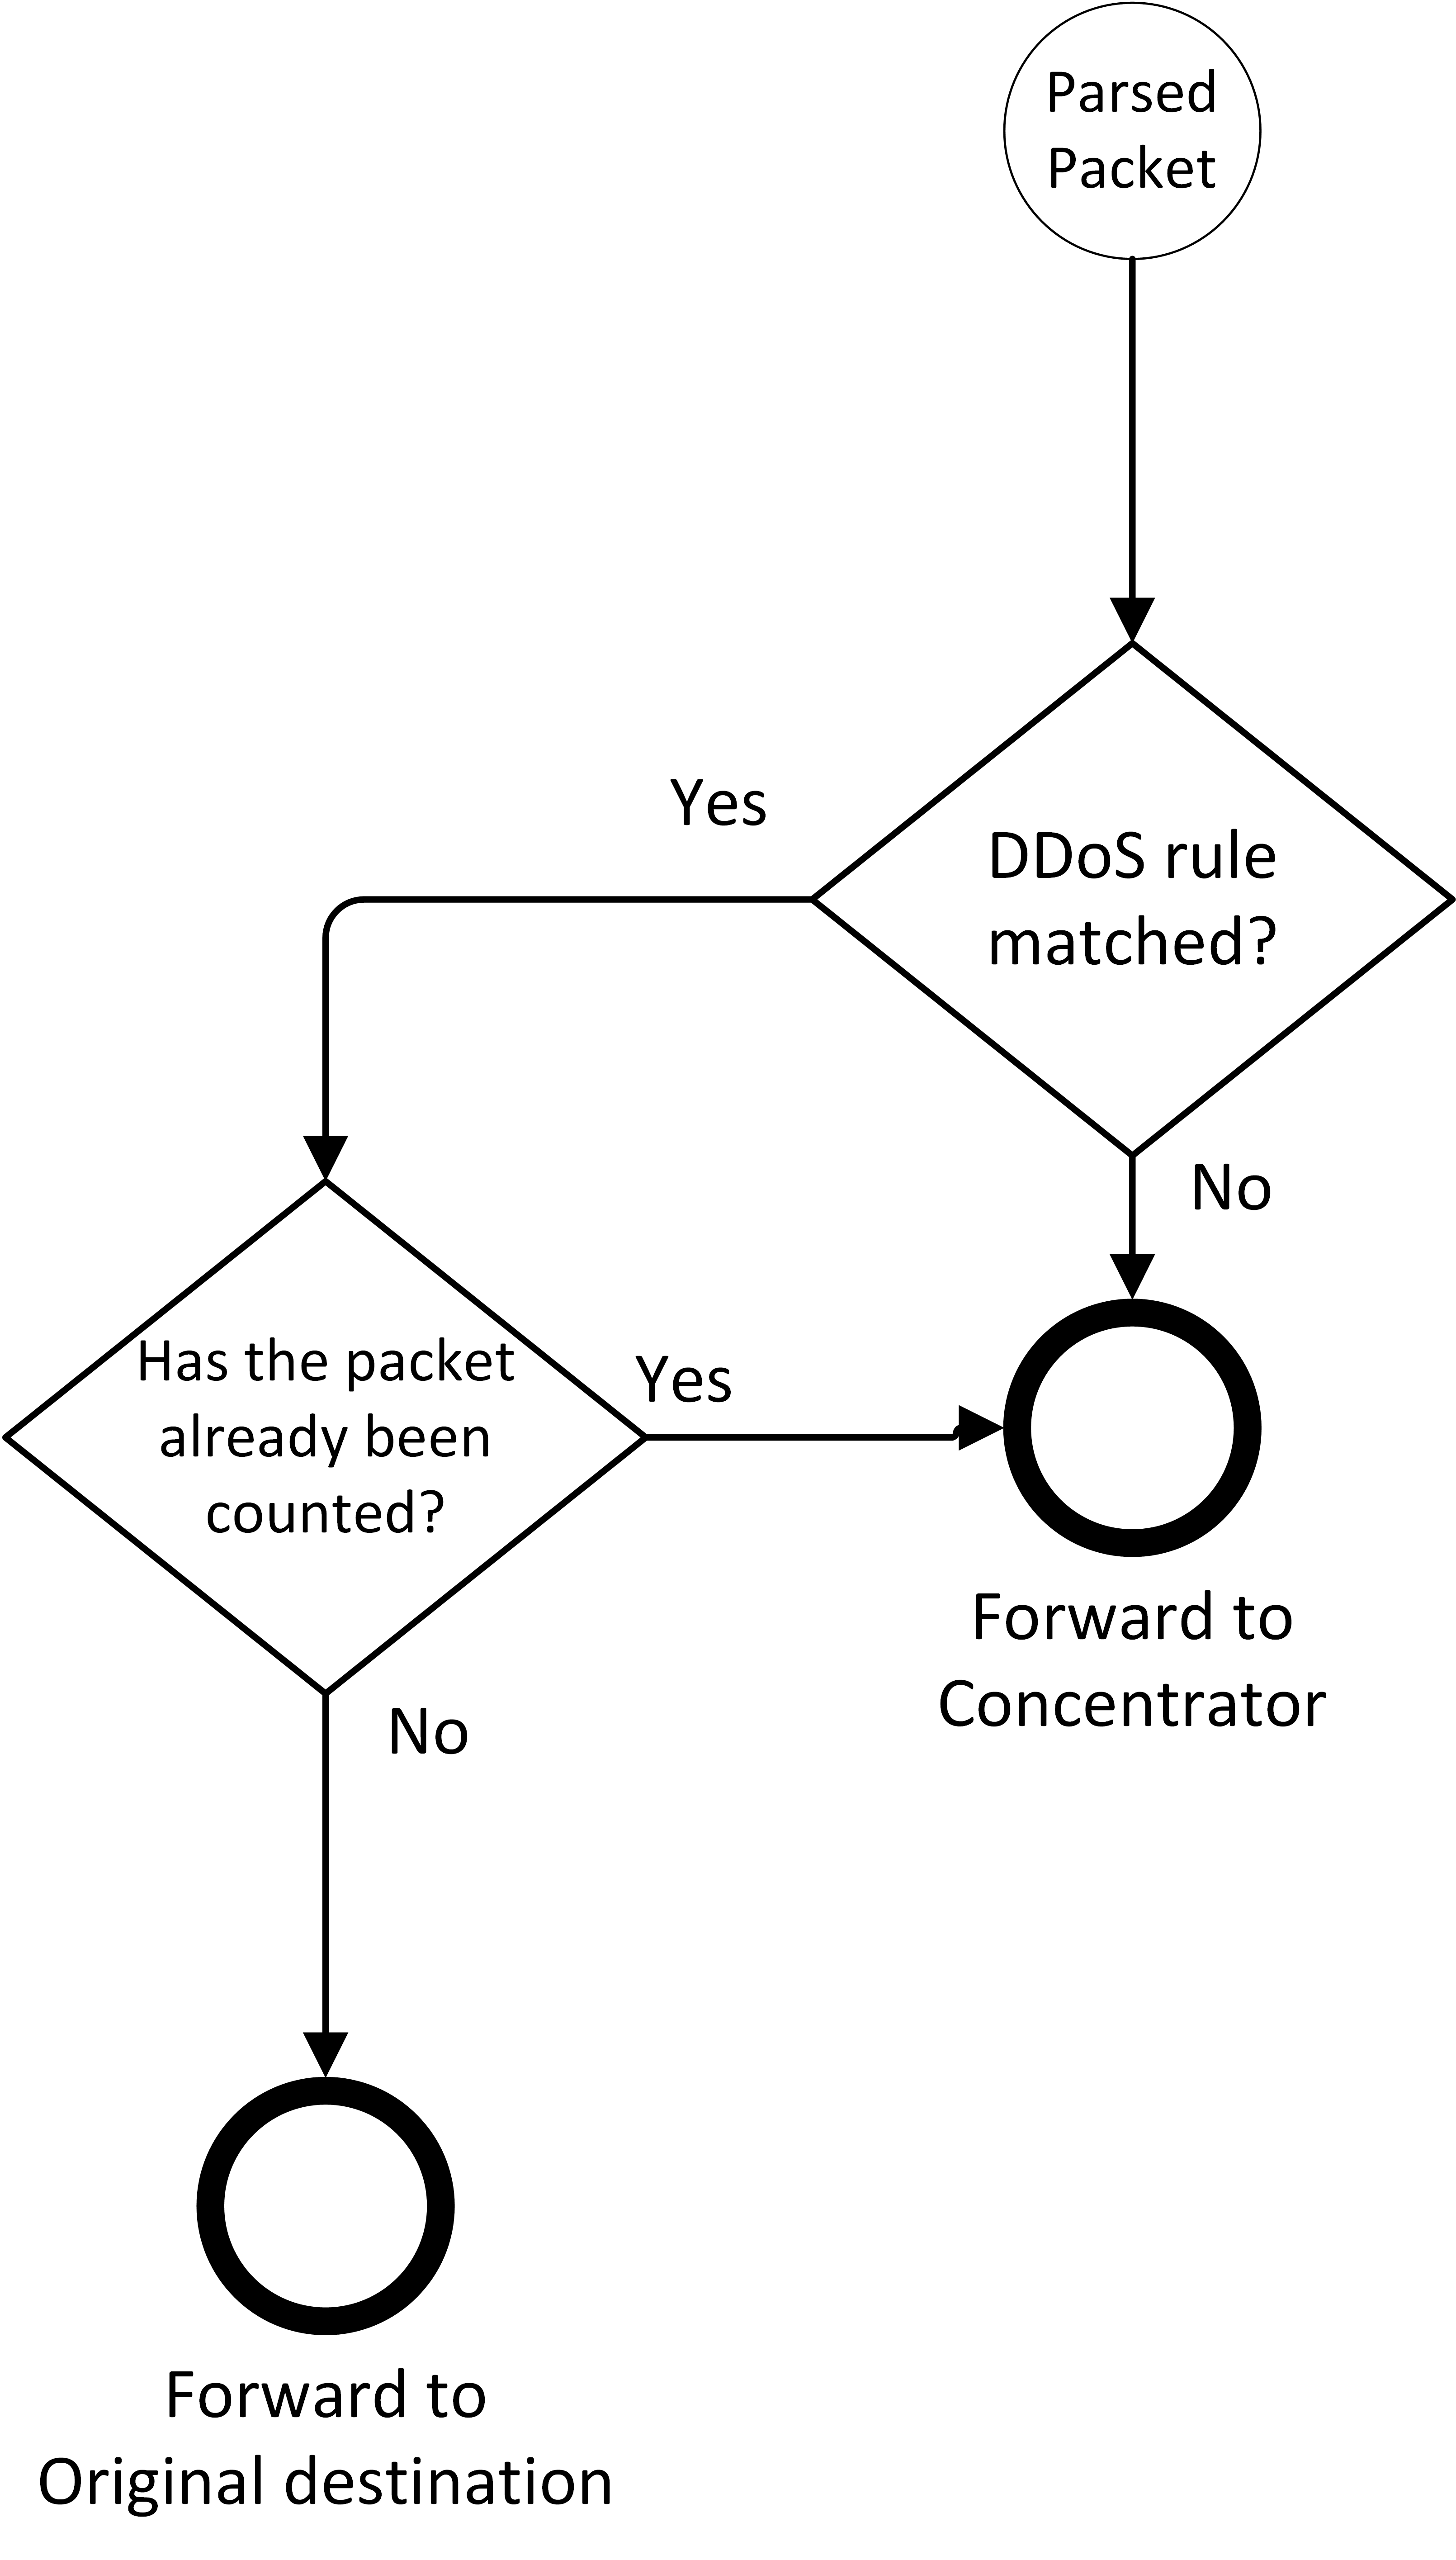 Parsed
Packet
Yes
DDoS rule
matched?
No
Has the packet
already been
counted?
Yes
Forward to
Concentrator
No
Forward to
Original destination